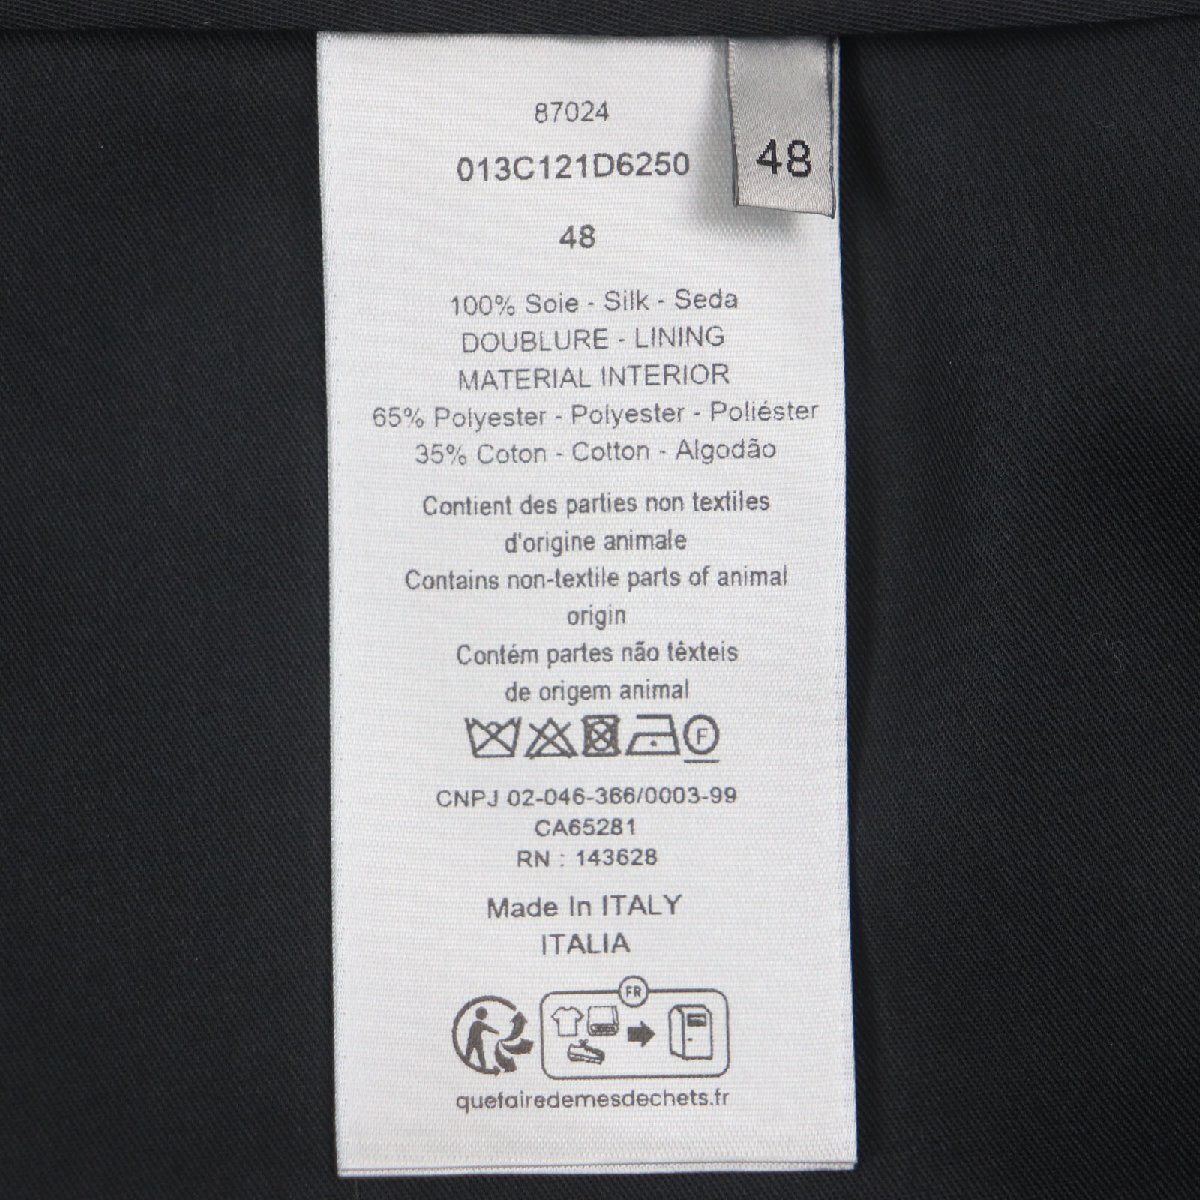 87024
013C121D6250
48
48
100% Soie - Silk - Seda
DOUBLURE - LINING
MATERIAL INTERIOR
65% Polyester - Polyester - Poliéster
35% Coton - Cotton - Algodão
Contient des parties non textiles
d'origine animale
Contains non-textile parts of animal
origin
Contém partes não têxteis
de origem animal
F
CNPJ 02-046-366/0003-99
CA65281
RN : 143628
Made In ITALY
ITALIA
FR
quefairedemesdechets.fr